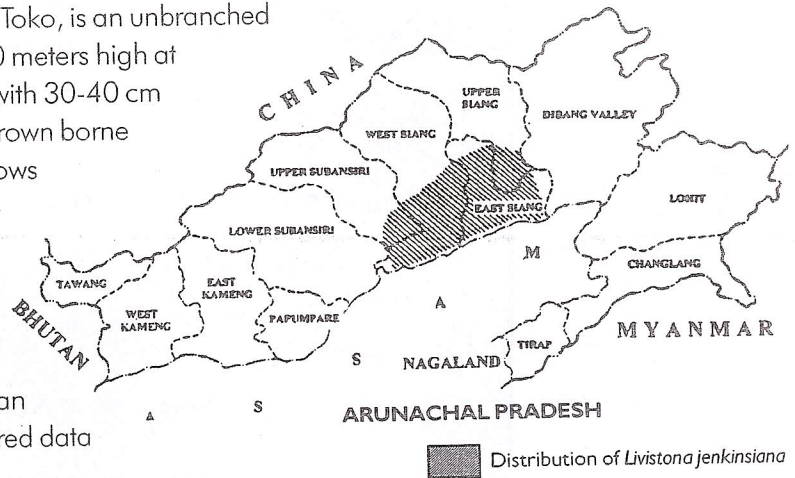 Toko, is an unbranched
0 meters high at
with 30-40 cm
rown borne
ows
an
red data
CHINA
UPPER SIANG
DIBANG VALLEY
WEST SIANG
UPPER SUBANSIRI
EAST SIANG
LOHIT
LOWER SUBANSIRI
CHANGLANG
TAWANG
EAST KAMENG
WEST KAMENG
PAPUMPARE
BHUTAN
MYANMAR
NAGALAND
TIRAP
A S S A M
ARUNACHAL PRADESH
Distribution of Livistona jenkinsiana